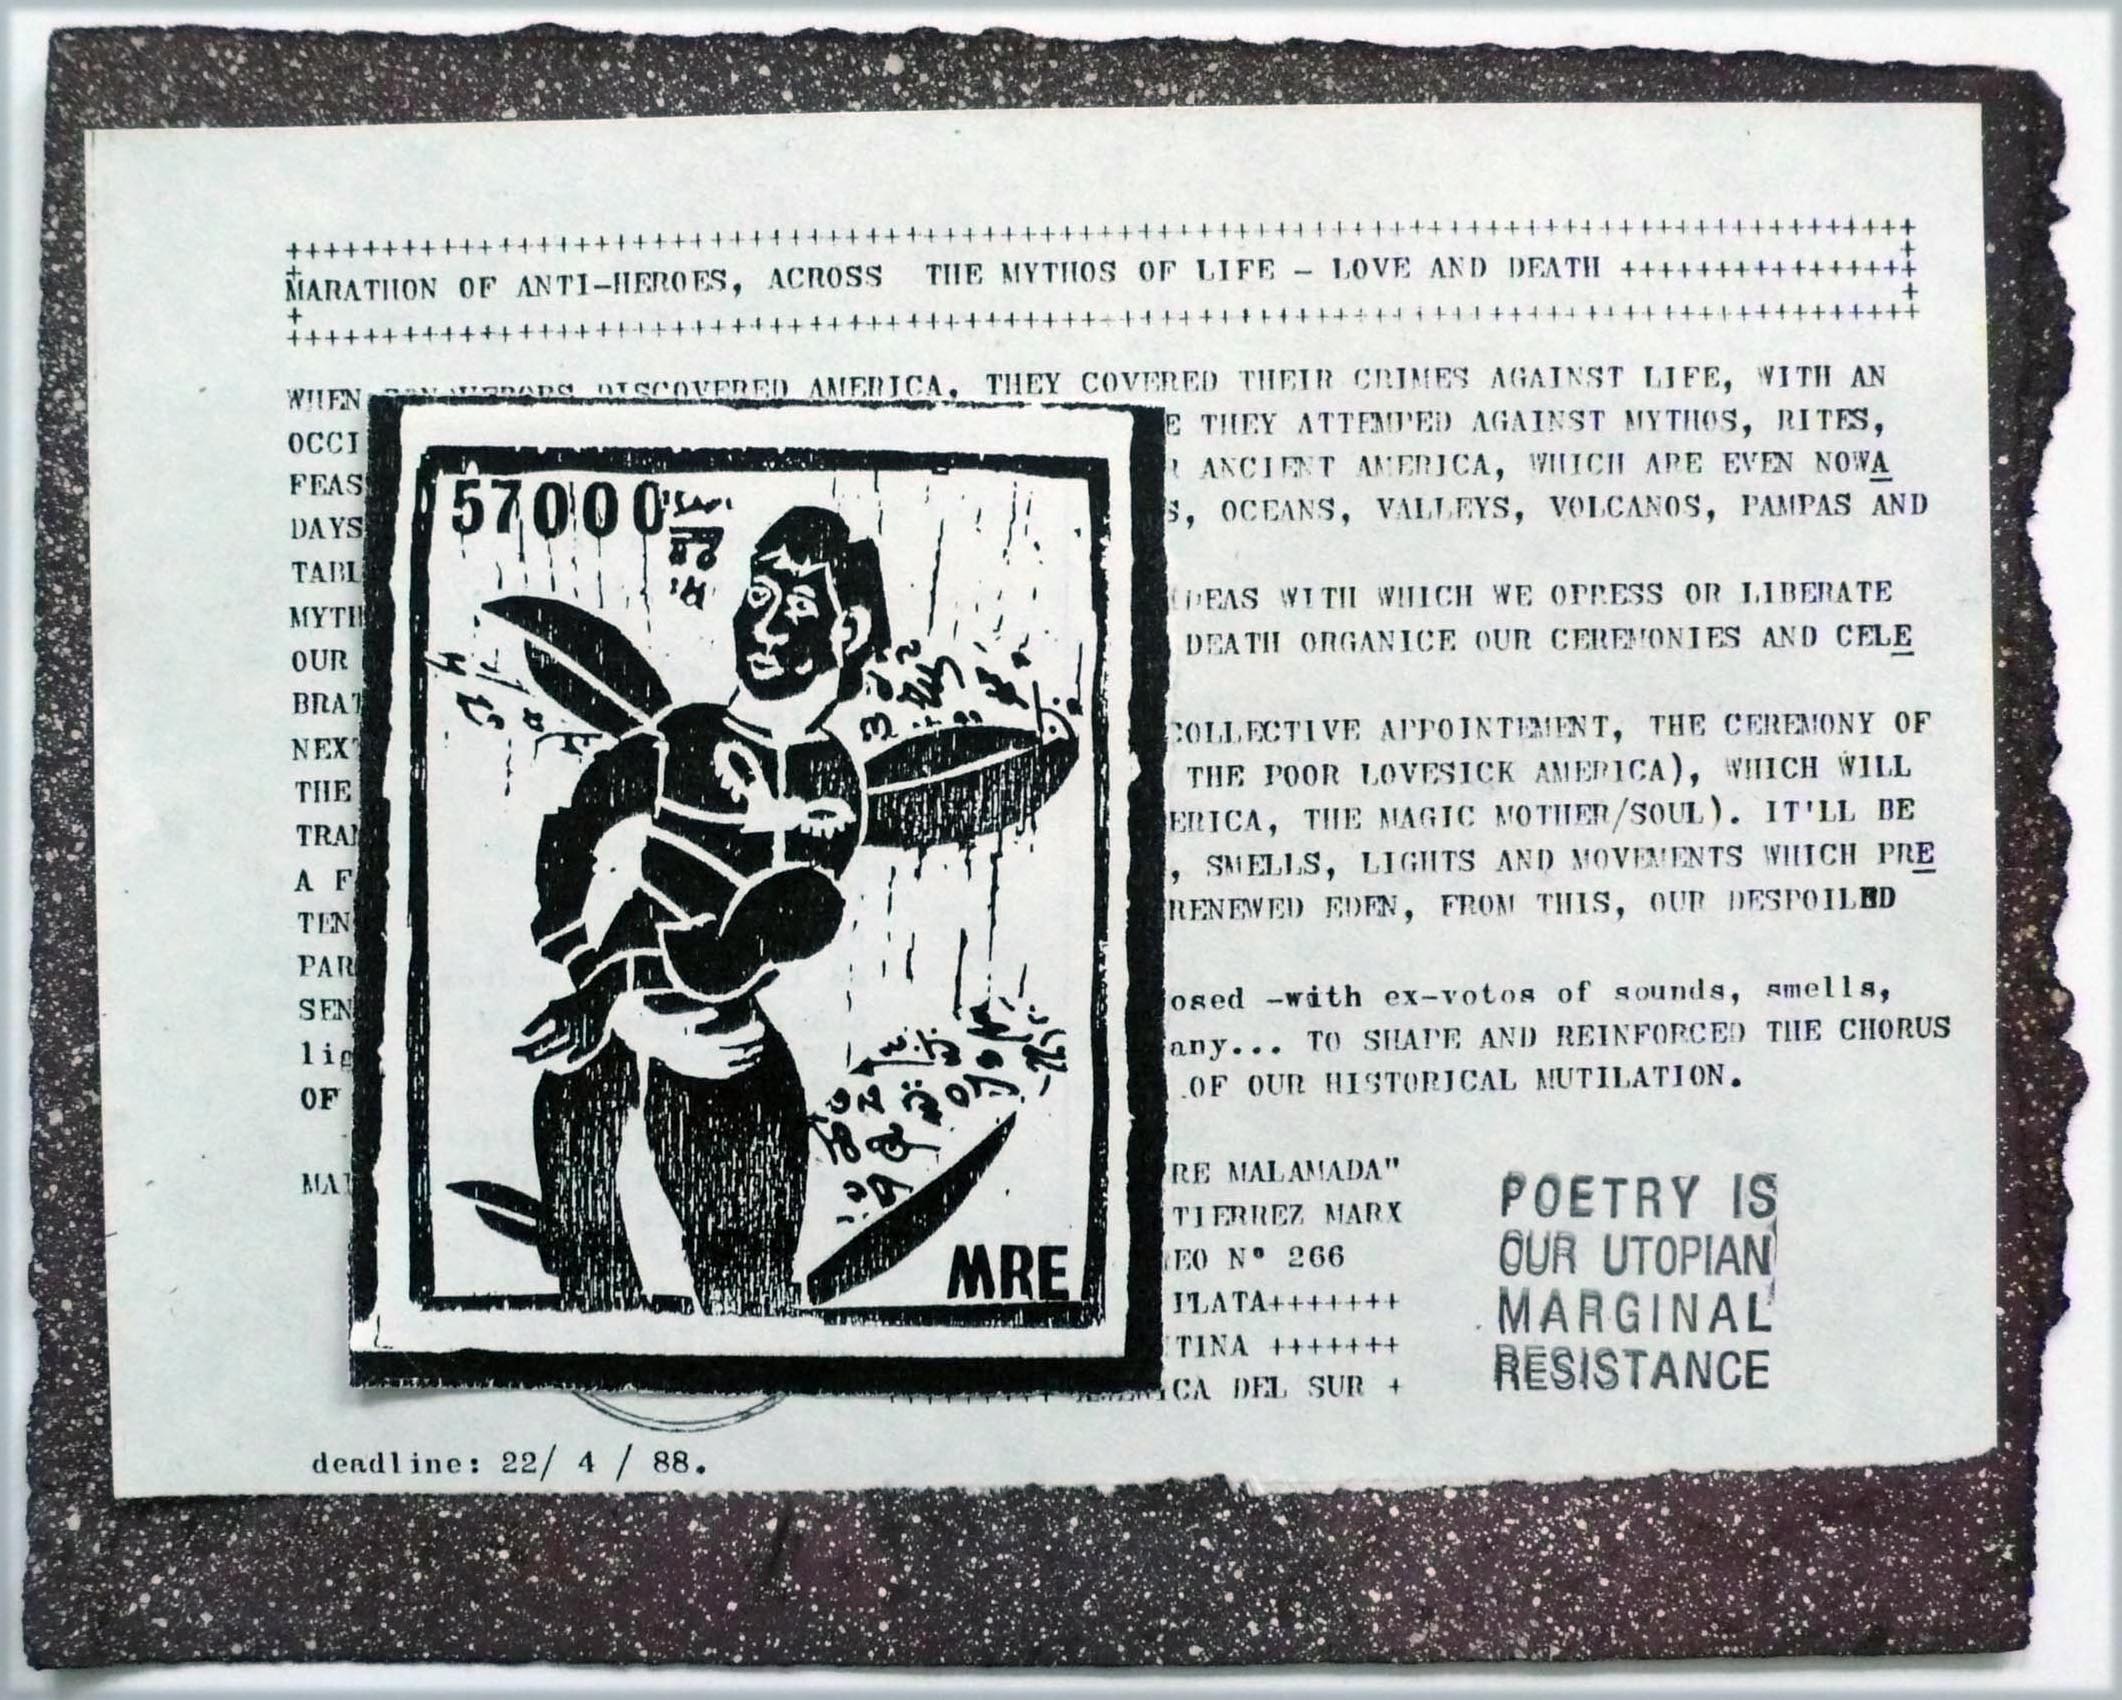 ++++++++++++++++++++++++++++++++++++++++++++++++++++++++++++++++++++++++++++++++++++
MARATHON OF ANTI-HEROES, ACROSS THE MYTHOS OF LIFE - LOVE AND DEATH ++++++++++++++++
++++++++++++++++++++++++++++++++++++++++++++++++++++++++++++++++++++++++++++++++++++
WHEN DISCOVERED AMERICA, THEY COVERED THEIR CRIMES AGAINST LIFE, WITH AN
OCCI E THEY ATTEMPED AGAINST MYTHOS, RITES,
FEAS ANCIENT AMERICA, WHICH ARE EVEN NOWA
DAYS S, OCEANS, VALLEYS, VOLCANOS, PAMPAS AND
TABL
MYTH DEAS WITH WHICH WE OPPRESS OR LIBERATE
OUR DEATH ORGANICE OUR CEREMONIES AND CELE
BRAT
NEXT COLLECTIVE APPOINTEMENT, THE CEREMONY OF
THE THE POOR LOVESICK AMERICA), WHICH WILL
TRAN ERICA, THE MAGIC MOTHER/SOUL). IT'LL BE
A F , SMELLS, LIGHTS AND MOVEMENTS WHICH PRE
TEN RENEWED EDEN, FROM THIS, OUR DESPOILED
PAR
SEN osed -with ex-votos of sounds, smells,
lig any... TO SHAPE AND REINFORCED THE CHORUS
OF OF OUR HISTORICAL MUTILATION.
MA RE MALAMADA"
TIERREZ MARX
EO Nº 266
PLATA+++++++
TINA +++++++
AMERICA DEL SUR +
deadline: 22/ 4 / 88.
57000
MRE
POETRY IS
OUR UTOPIAN
MARGINAL
RESISTANCE